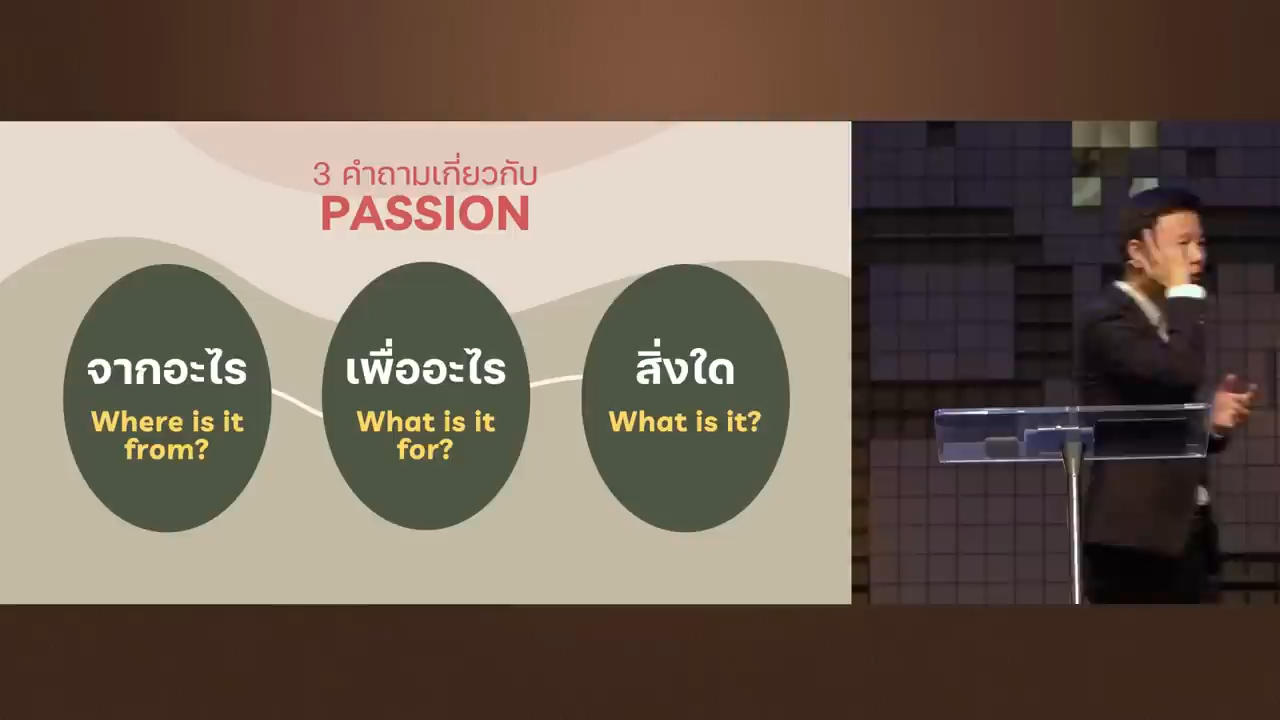 3 คำถามเกี่ยวกับ
PASSION
จากอะไร
Where is it
from?
เพื่ออะไร
What is it
for?
สิ่งใด
What is it?